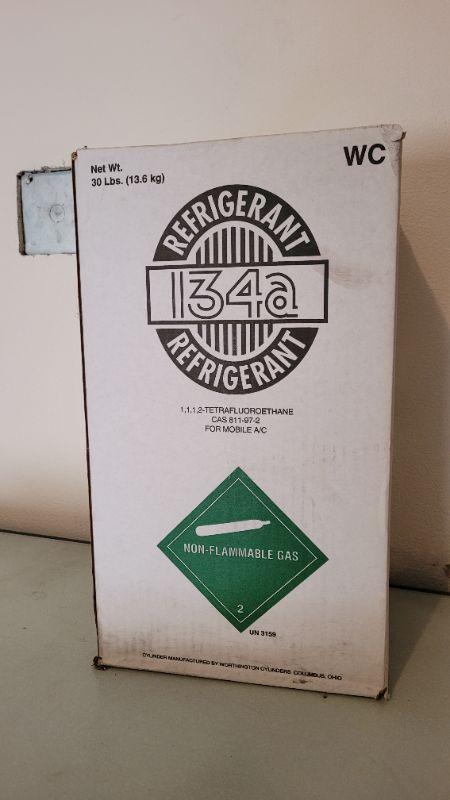 WC
Net Wt.
30 Lbs. (13.6 kg)
REFRIGERANT
134a
REFRIGERANT
1,1,1,2-TETRAFLUOROETHANE
CAS 811-97-2
FOR MOBILE A/C
NON-FLAMMABLE GAS
2
UN 3159
CYLINDER MANUFACTURED BY WORTHINGTON CYLINDERS COLUMBUS, OHIO